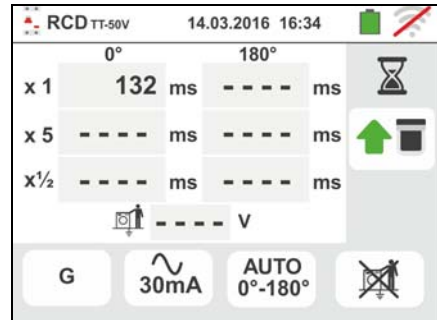 RCD TT-50V 14.03.2016 16:34
0° 180°
x 1 132 ms - - - - ms
x 5 - - - - ms - - - - ms
x½ - - - - ms - - - - ms
- - - - V
G 30mA AUTO
0°-180°